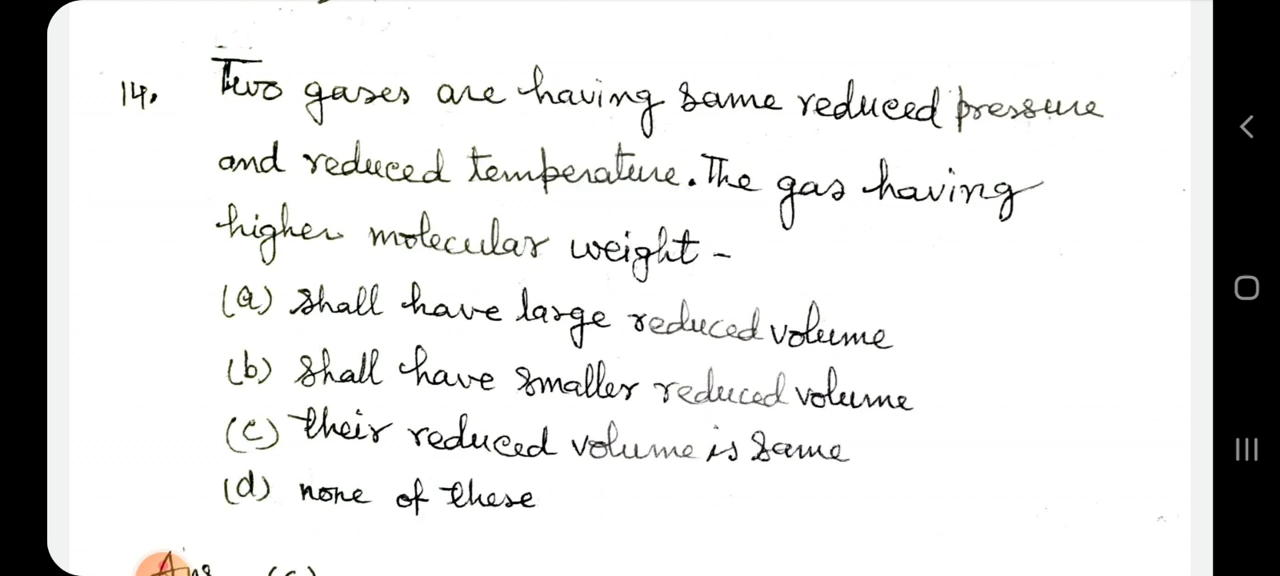 14. Two gases are having same reduced pressure
and reduced temperature. The gas having
higher molecular weight -
(a) shall have large reduced volume
(b) shall have smaller reduced volume
(c) their reduced volume is same
(d) none of these
Ans (c)